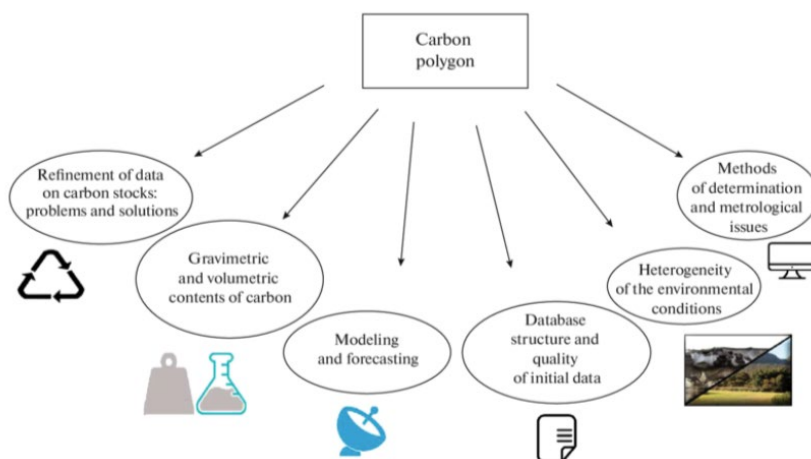 Carbon
polygon
Refinement of data
on carbon stocks:
problems and solutions
Gravimetric
and volumetric
contents of carbon
Modeling
and forecasting
Database
structure and
quality
of initial data
Heterogeneity
of the environmental
conditions
Methods
of determination
and metrological
issues